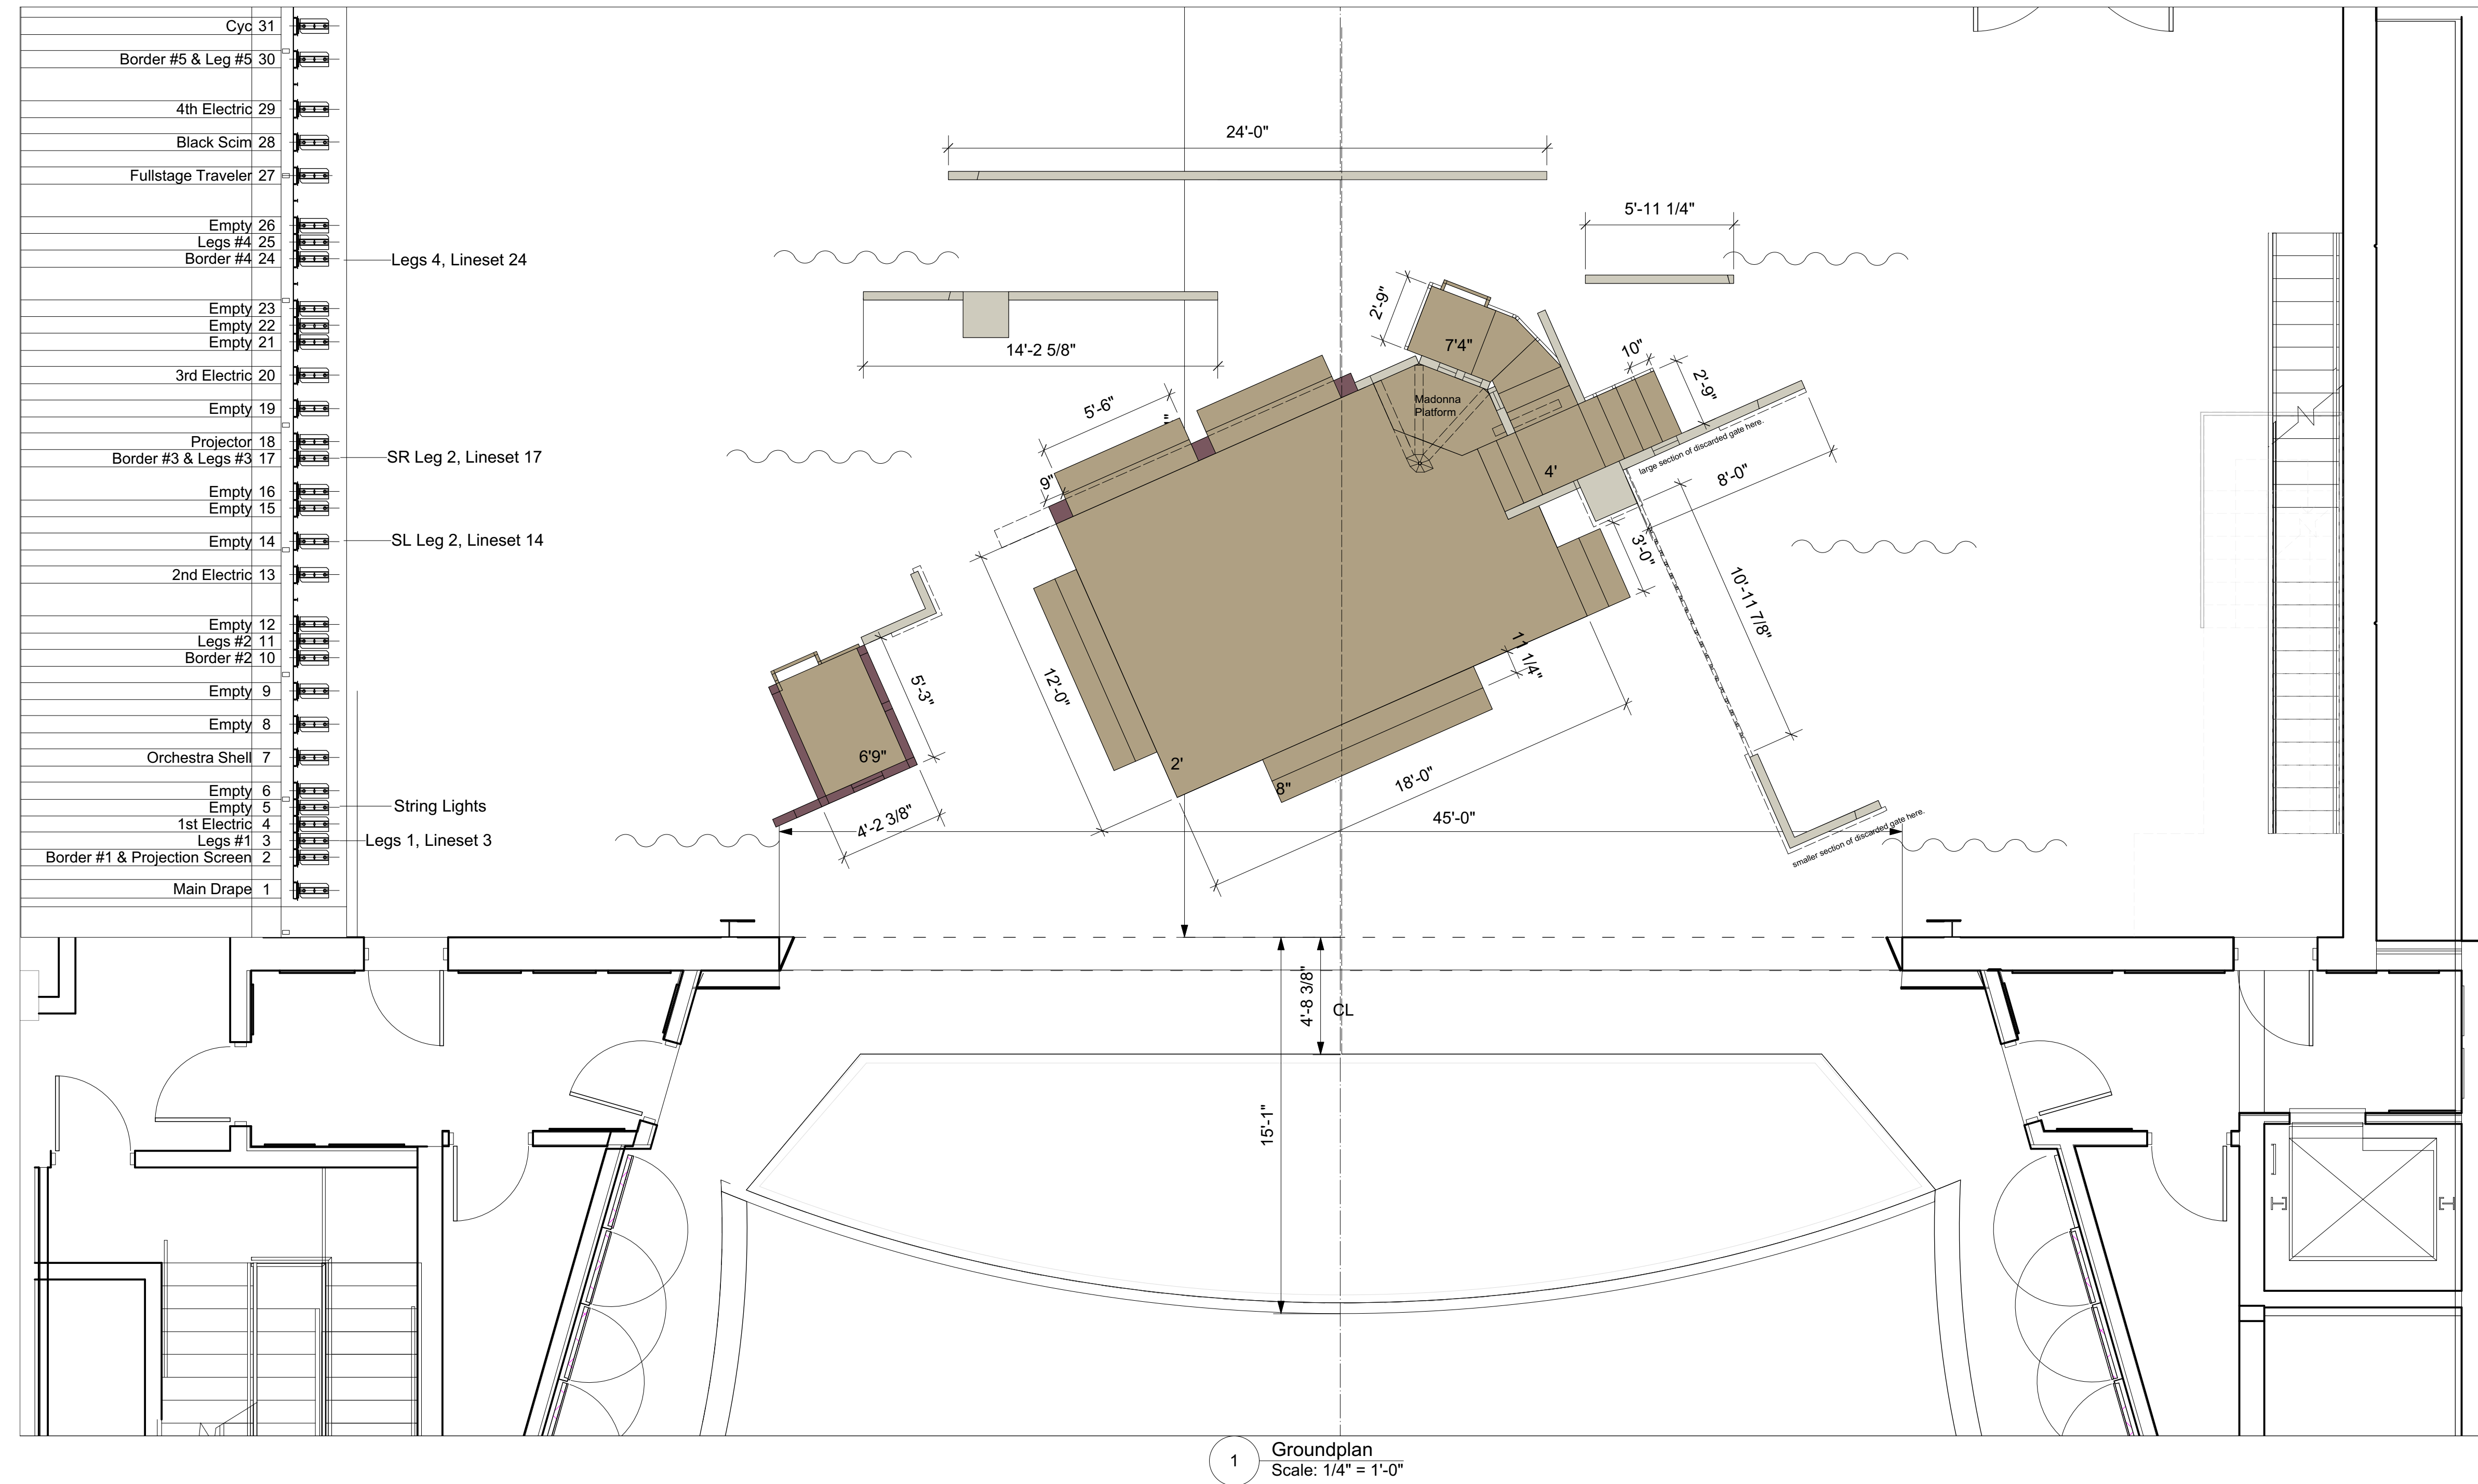 Cyc 31
Border #5 & Leg #5 30
4th Electric 29
Black Scim 28
Fullstage Traveler 27
Empty 26
Legs #4 25
Border #4 24
Empty 23
Empty 22
Empty 21
3rd Electric 20
Empty 19
Projector 18
Border #3 & Legs #3 17
Empty 16
Empty 15
Empty 14
2nd Electric 13
Empty 12
Legs #2 11
Border #2 10
Empty 9
Empty 8
Orchestra Shell 7
Empty 6
Empty 5
1st Electric 4
Legs #1 3
Border #1 & Projection Screen 2
Main Drape 1
Legs 4, Lineset 24
SR Leg 2, Lineset 17
SL Leg 2, Lineset 14
String Lights
Legs 1, Lineset 3
24'-0"
5'-11 1/4"
14'-2 5/8"
2'-9"
7'4"
10"
2'-9"
5'-6"
"
9"
Madonna
Platform
large section of discarded gate here.
4'
8'-0"
3'-0"
10'-11 7/8"
12'-0"
5'-3"
6'9"
4'-2 3/8"
2'
8"
11 1/4"
18'-0"
45'-0"
smaller section of discarded gate here.
4'-8 3/8"
CL
15'-1"
1
Groundplan
Scale: 1/4" = 1'-0"